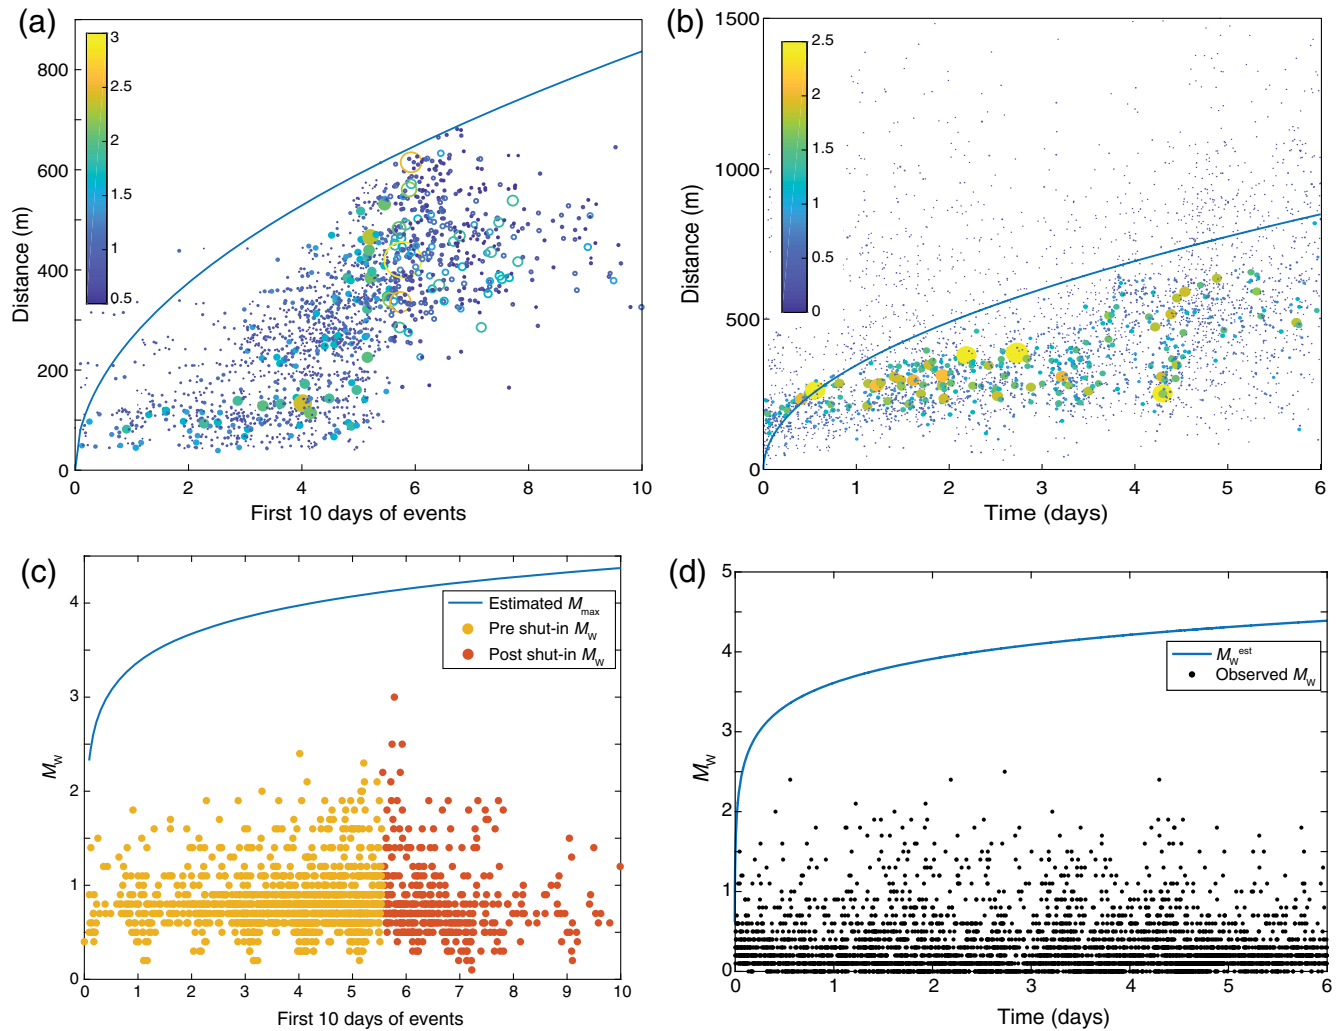 (a)
3
2.5
2
1.5
1
0.5
800
600
400
200
0
Distance (m)
0 2 4 6 8 10
First 10 days of events
(b)
1500
1000
500
0
2.5
2
1.5
1
0.5
0
Distance (m)
0 1 2 3 4 5 6
Time (days)
(c)
4
3
2
1
0
Mw
Estimated Mmax
Pre shut-in Mw
Post shut-in Mw
0 1 2 3 4 5 6 7 8 9 10
First 10 days of events
(d)
5
4
3
2
1
0
Mw
Mw^est
Observed Mw
0 1 2 3 4 5 6
Time (days)